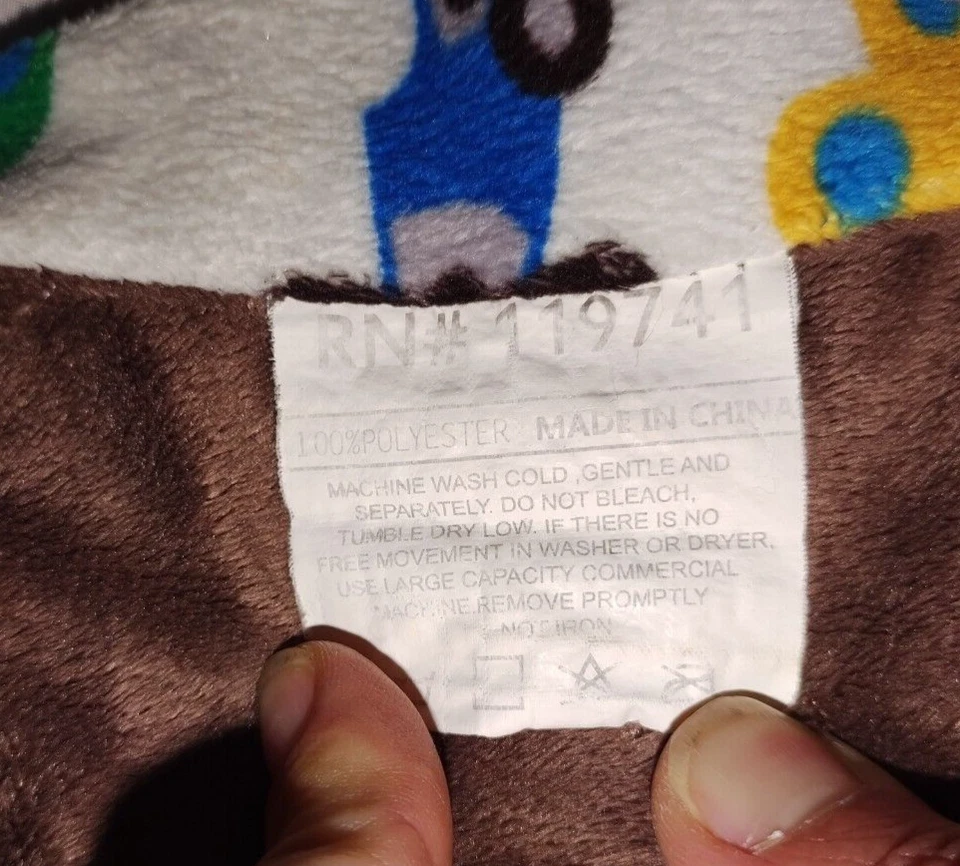 RN# 119741
100%POLYESTER MADE IN CHINA
MACHINE WASH COLD ,GENTLE AND
SEPARATELY. DO NOT BLEACH,
TUMBLE DRY LOW. IF THERE IS NO
FREE MOVEMENT IN WASHER OR DRYER,
USE LARGE CAPACITY COMMERCIAL
MACHINE.REMOVE PROMPTLY
IRON